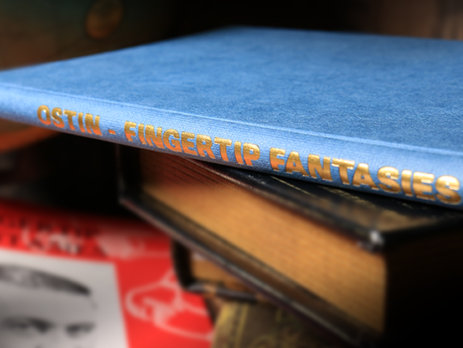 OSTIN - FINGERTIP FANTASIES